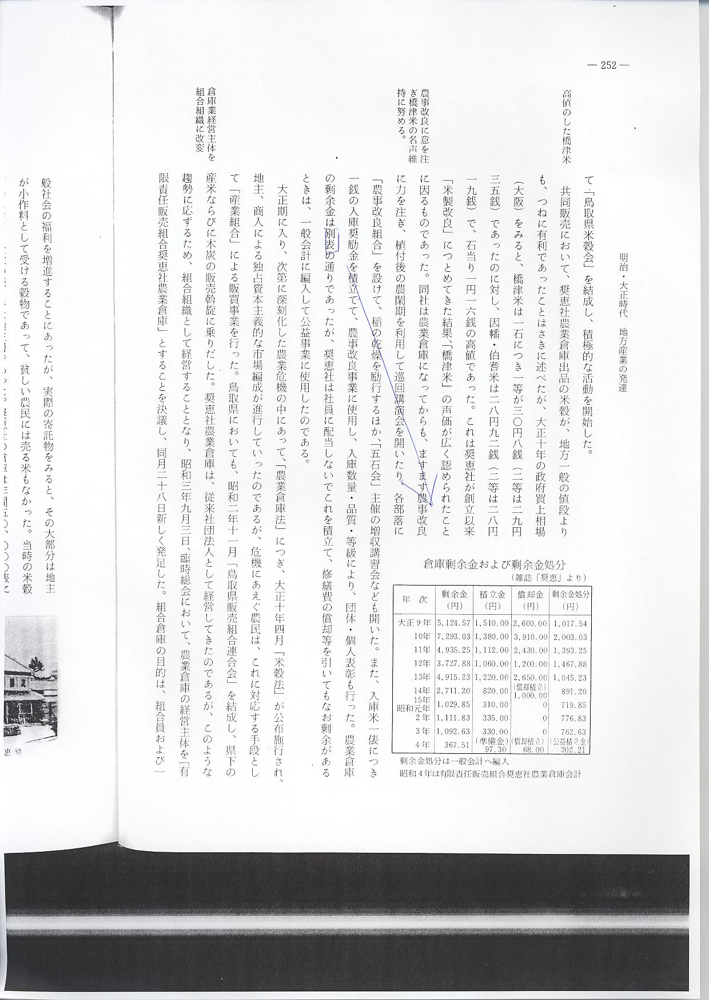 — 252 —
明治・大正時代　地方産業の発達
高値のした橋津米
農事改良に意を注
ぎ橋津米の名声維
持に努める。
倉庫業経営主体を
組合組織に改変
て「鳥取県米穀会」を結成し、積極的な活動を開始した。
共同販売において、奨恵社農業倉庫出品の米穀が、地方一般の値段より
も、つねに有利であったことはさきに述べたが、大正十年の政府買上相場
（大阪）をみると、橋津米は一石につき一等が三〇円八銭（二等は二九円
三五銭）であったのに対し、因幡・伯耆米は二八円九二銭（二等は二八円
一九銭）で、石当り一円一六銭の高値であった。これは奨恵社が創立以来
「米製改良」につとめてきた結果、「橋津米」の声価が広く認められたこと
に因るものであった。同社は農業倉庫になってからも、ますます農事改良
に力を注ぎ、植付後の農閑期を利用して巡回講演会を開いたり、各部落に
「農事改良組合」を設けて、稲の乾燥を励行するほか、「五石会」主催の増収講習会なども開いた。また、入庫米一俵につき
一銭の入庫奨励金を積立てて、農事改良事業に使用し、入庫数量・品質・等級により、団体・個人表彰も行った。農業倉庫
の剰余金は別表の通りであったが、奨恵社は社員に配当しないでこれを積立て、修繕費の償却等を引いてもなお剰余がある
ときは、一般会計に編入して公益事業に使用したのである。
大正期に入り、次第に深刻化した農業危機の中にあって、「農業倉庫法」につぎ、大正十年四月「米穀法」が公布施行され、
地主、商人による独占資本主義的な市場編成が進行していったのであるが、危機にあえぐ農民は、これに対応する手段とし
て「産業組合」による販買事業を行った。鳥取県においても、昭和二年十一月「鳥取県販売組合連合会」を結成し、県下の
産米ならびに木炭の販売斡旋に乗りだした。奨恵社農業倉庫は、従来社団法人として経営してきたのであるが、このような
趨勢に応ずるため、組合組織として経営することとなり、昭和三年九月三日、臨時総会において、農業倉庫の経営主体を「有
限責任販売組合奨恵社農業倉庫」とすることを決議し、同月二十八日新しく発足した。組合倉庫の目的は、組合員および一
倉庫剰余金および剰余金処分
（雑誌「奨恵」より）
年次 剰余金（円） 積立金（円） 償却金（円） 剰余金処分（円）
大正9年 5,124.57 1,510.00 2,600.00 1,017.54
10年 7,293.03 1,380.00 3,910.00 2,003.03
11年 4,935.25 1,112.00 2,430.00 1,393.25
12年 3,727.88 1,060.00 1,200.00 1,467.88
13年 4,915.23 1,220.00 2,650.00 1,045.23
14年 2,711.20 820.00 （償却積立）1,000.00 891.20
15年 昭和元年 1,029.85 310.00 0 719.85
2年 1,111.83 335.00 0 776.83
3年 1,092.63 330.00 0 762.63
4年 367.51 （準備金）97.30 （償却積立）68.00 （公益積立金）202.21
剰余金処分は一般会計へ編入
昭和4年は有限責任販売組合奨恵社農業倉庫会計
般社会の福利を増進することにあったが、実際の寄託物をみると、その大部分は地主
が小作料として受ける穀物であって、貧しい農民には売る米もなかった。当時の米穀